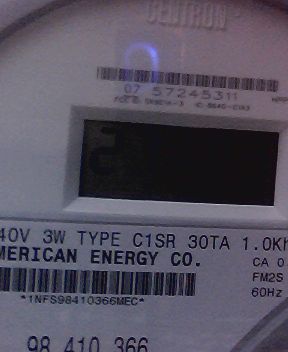 CENTRON
07 57245311
40V 3W TYPE C1SR 30TA 1.0Kh
MERICAN ENERGY CO.
CA 0
FM2S
60Hz
*1NFS98410366MEC*
98 410 366